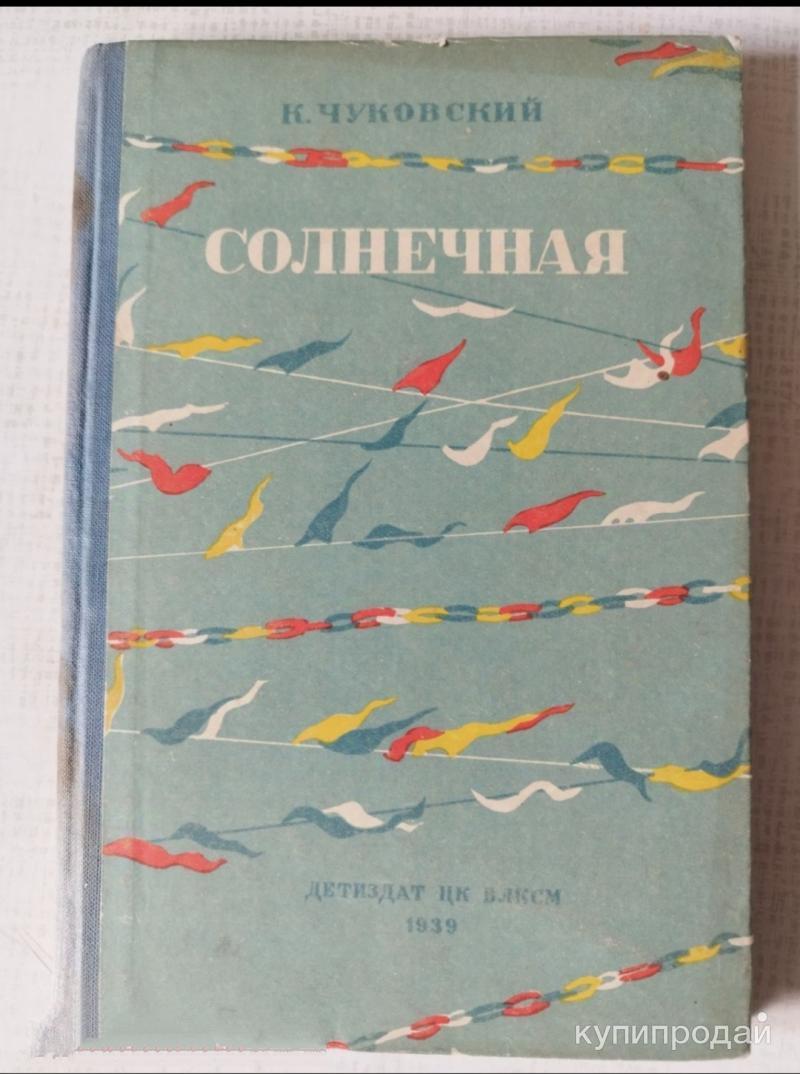 К. ЧУКОВСКИЙ
СОЛНЕЧНАЯ
ДЕТИЗДАТ ЦК ВЛКСМ
1939
купипродай